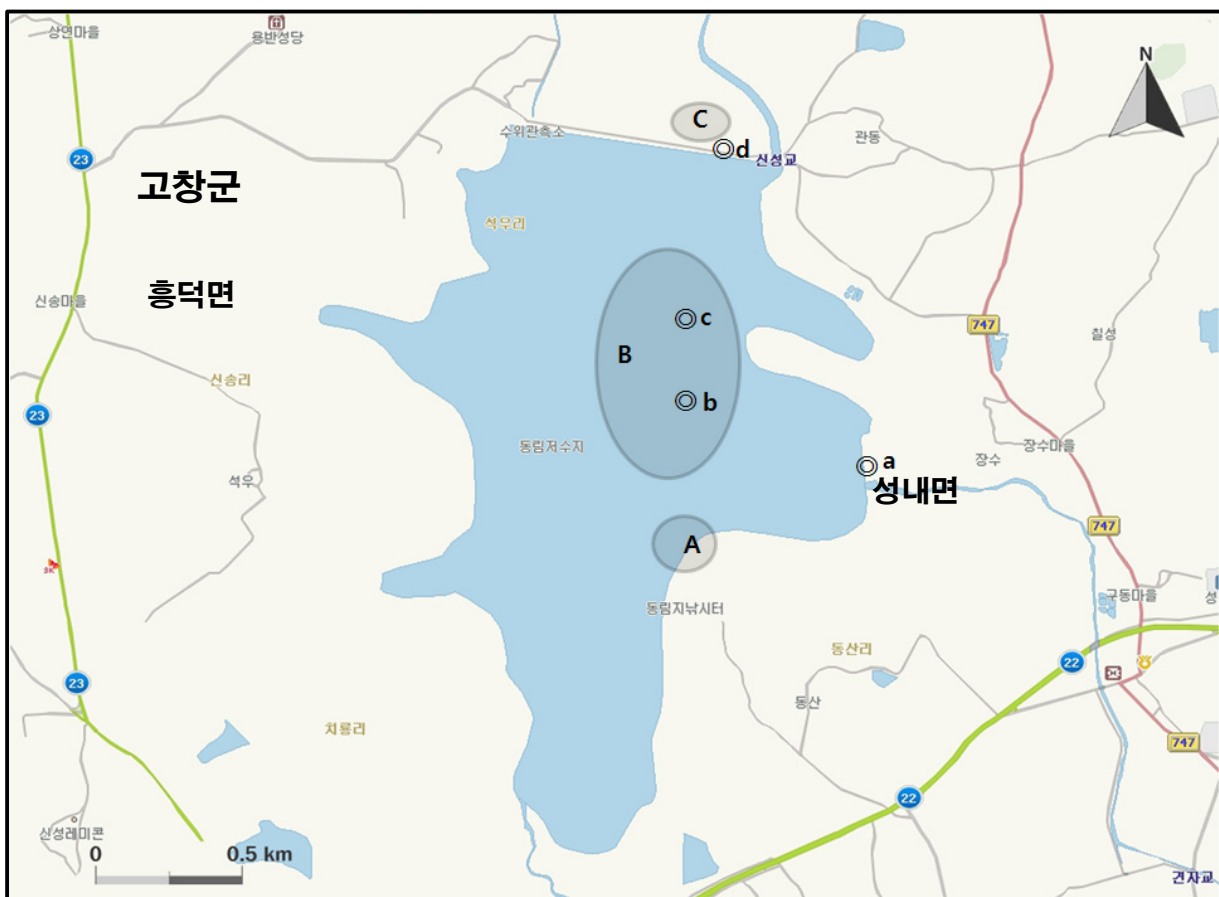 상연마을
용반성당
N
수위관측소
C
d
신성교
관동
23
고창군
석우리
흥덕면
신송마을
c
747
칠성
B
신송리
b
23
동림저수지
장수마을
장수
a
석우
성내면
747
A
SK
동림지낚시터
구동마을
성
동산리
22
23
동산
치룡리
747
22
신성레미콘
0
0.5 km
견자교